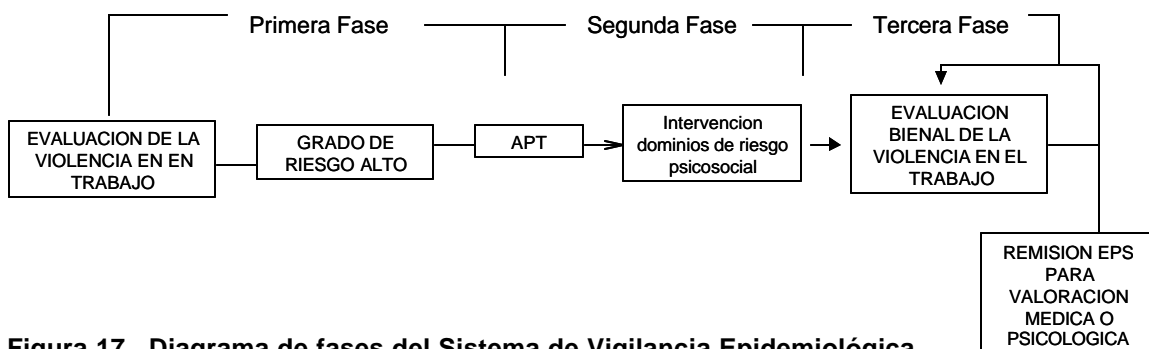 Primera Fase
Segunda Fase
Tercera Fase
EVALUACION DE LA
VIOLENCIA EN EN
TRABAJO
GRADO DE
RIESGO ALTO
APT
Intervencion
dominios de riesgo
psicosocial
EVALUACION
BIENAL DE LA
VIOLENCIA EN EL
TRABAJO
REMISION EPS
PARA
VALORACION
MEDICA O
PSICOLOGICA
Figura 17. Diagrama de fases del Sistema de Vigilancia Epidemiológica